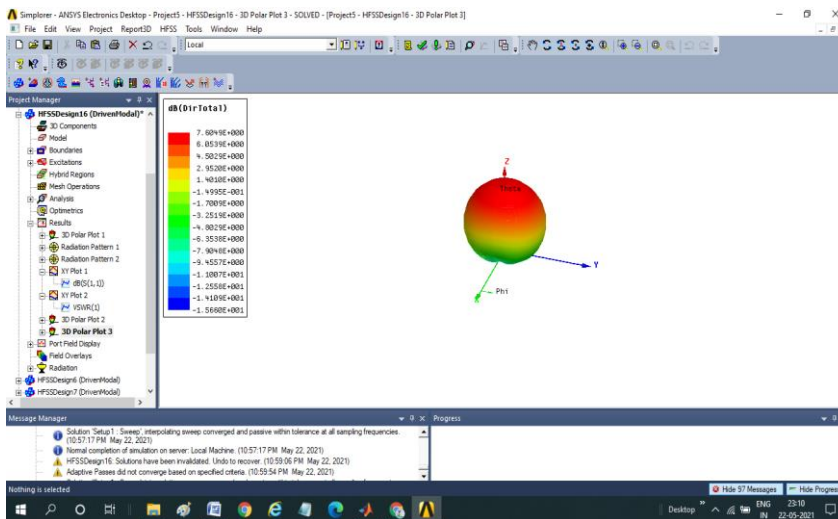 Simplorer - ANSYS Electronics Desktop - Project5 - HFSSDesign16 - 3D Polar Plot 3 - SOLVED - [Project5 - HFSSDesign16 - 3D Polar Plot 3]
File Edit View Project Report3D HFSS Tools Window Help
Local
Project Manager
HFSSDesign16 (DrivenModal)*
3D Components
Model
Boundaries
Excitations
Hybrid Regions
Mesh Operations
Analysis
Optimetrics
Results
3D Polar Plot 1
Radiation Pattern 1
Radiation Pattern 2
XY Plot 1
dB(S(1,1))
XY Plot 2
VSWR(1)
3D Polar Plot 2
3D Polar Plot 3
Port Field Display
Field Overlays
Radiation
HFSSDesign6 (DrivenModal)
HFSSDesign7 (DrivenModal)
dB(DirTotal)
7.6049E+000
6.0539E+000
4.5029E+000
2.9520E+000
1.4010E+000
-1.4995E-001
-1.7009E+000
-3.2519E+000
-4.8029E+000
-6.3538E+000
-7.9048E+000
-9.4557E+000
-1.1007E+001
-1.2558E+001
-1.4109E+001
-1.5660E+001
Z
Theta
Y
Phi
Message Manager
Solution 'Setup1 : Sweep', interpolating sweep converged and passive within tolerance at all sampling frequencies.
(10:57:17 PM May 22, 2021)
Normal completion of simulation on server: Local Machine. (10:57:17 PM May 22, 2021)
HFSSDesign16: Solutions have been invalidated. Undo to recover. (10:59:06 PM May 22, 2021)
Adaptive Passes did not converge based on specified criteria. (10:59:54 PM May 22, 2021)
Progress
Nothing is selected
Hide 57 Messages
Hide Progress
Desktop
ENG
IN
23:10
22-05-2021